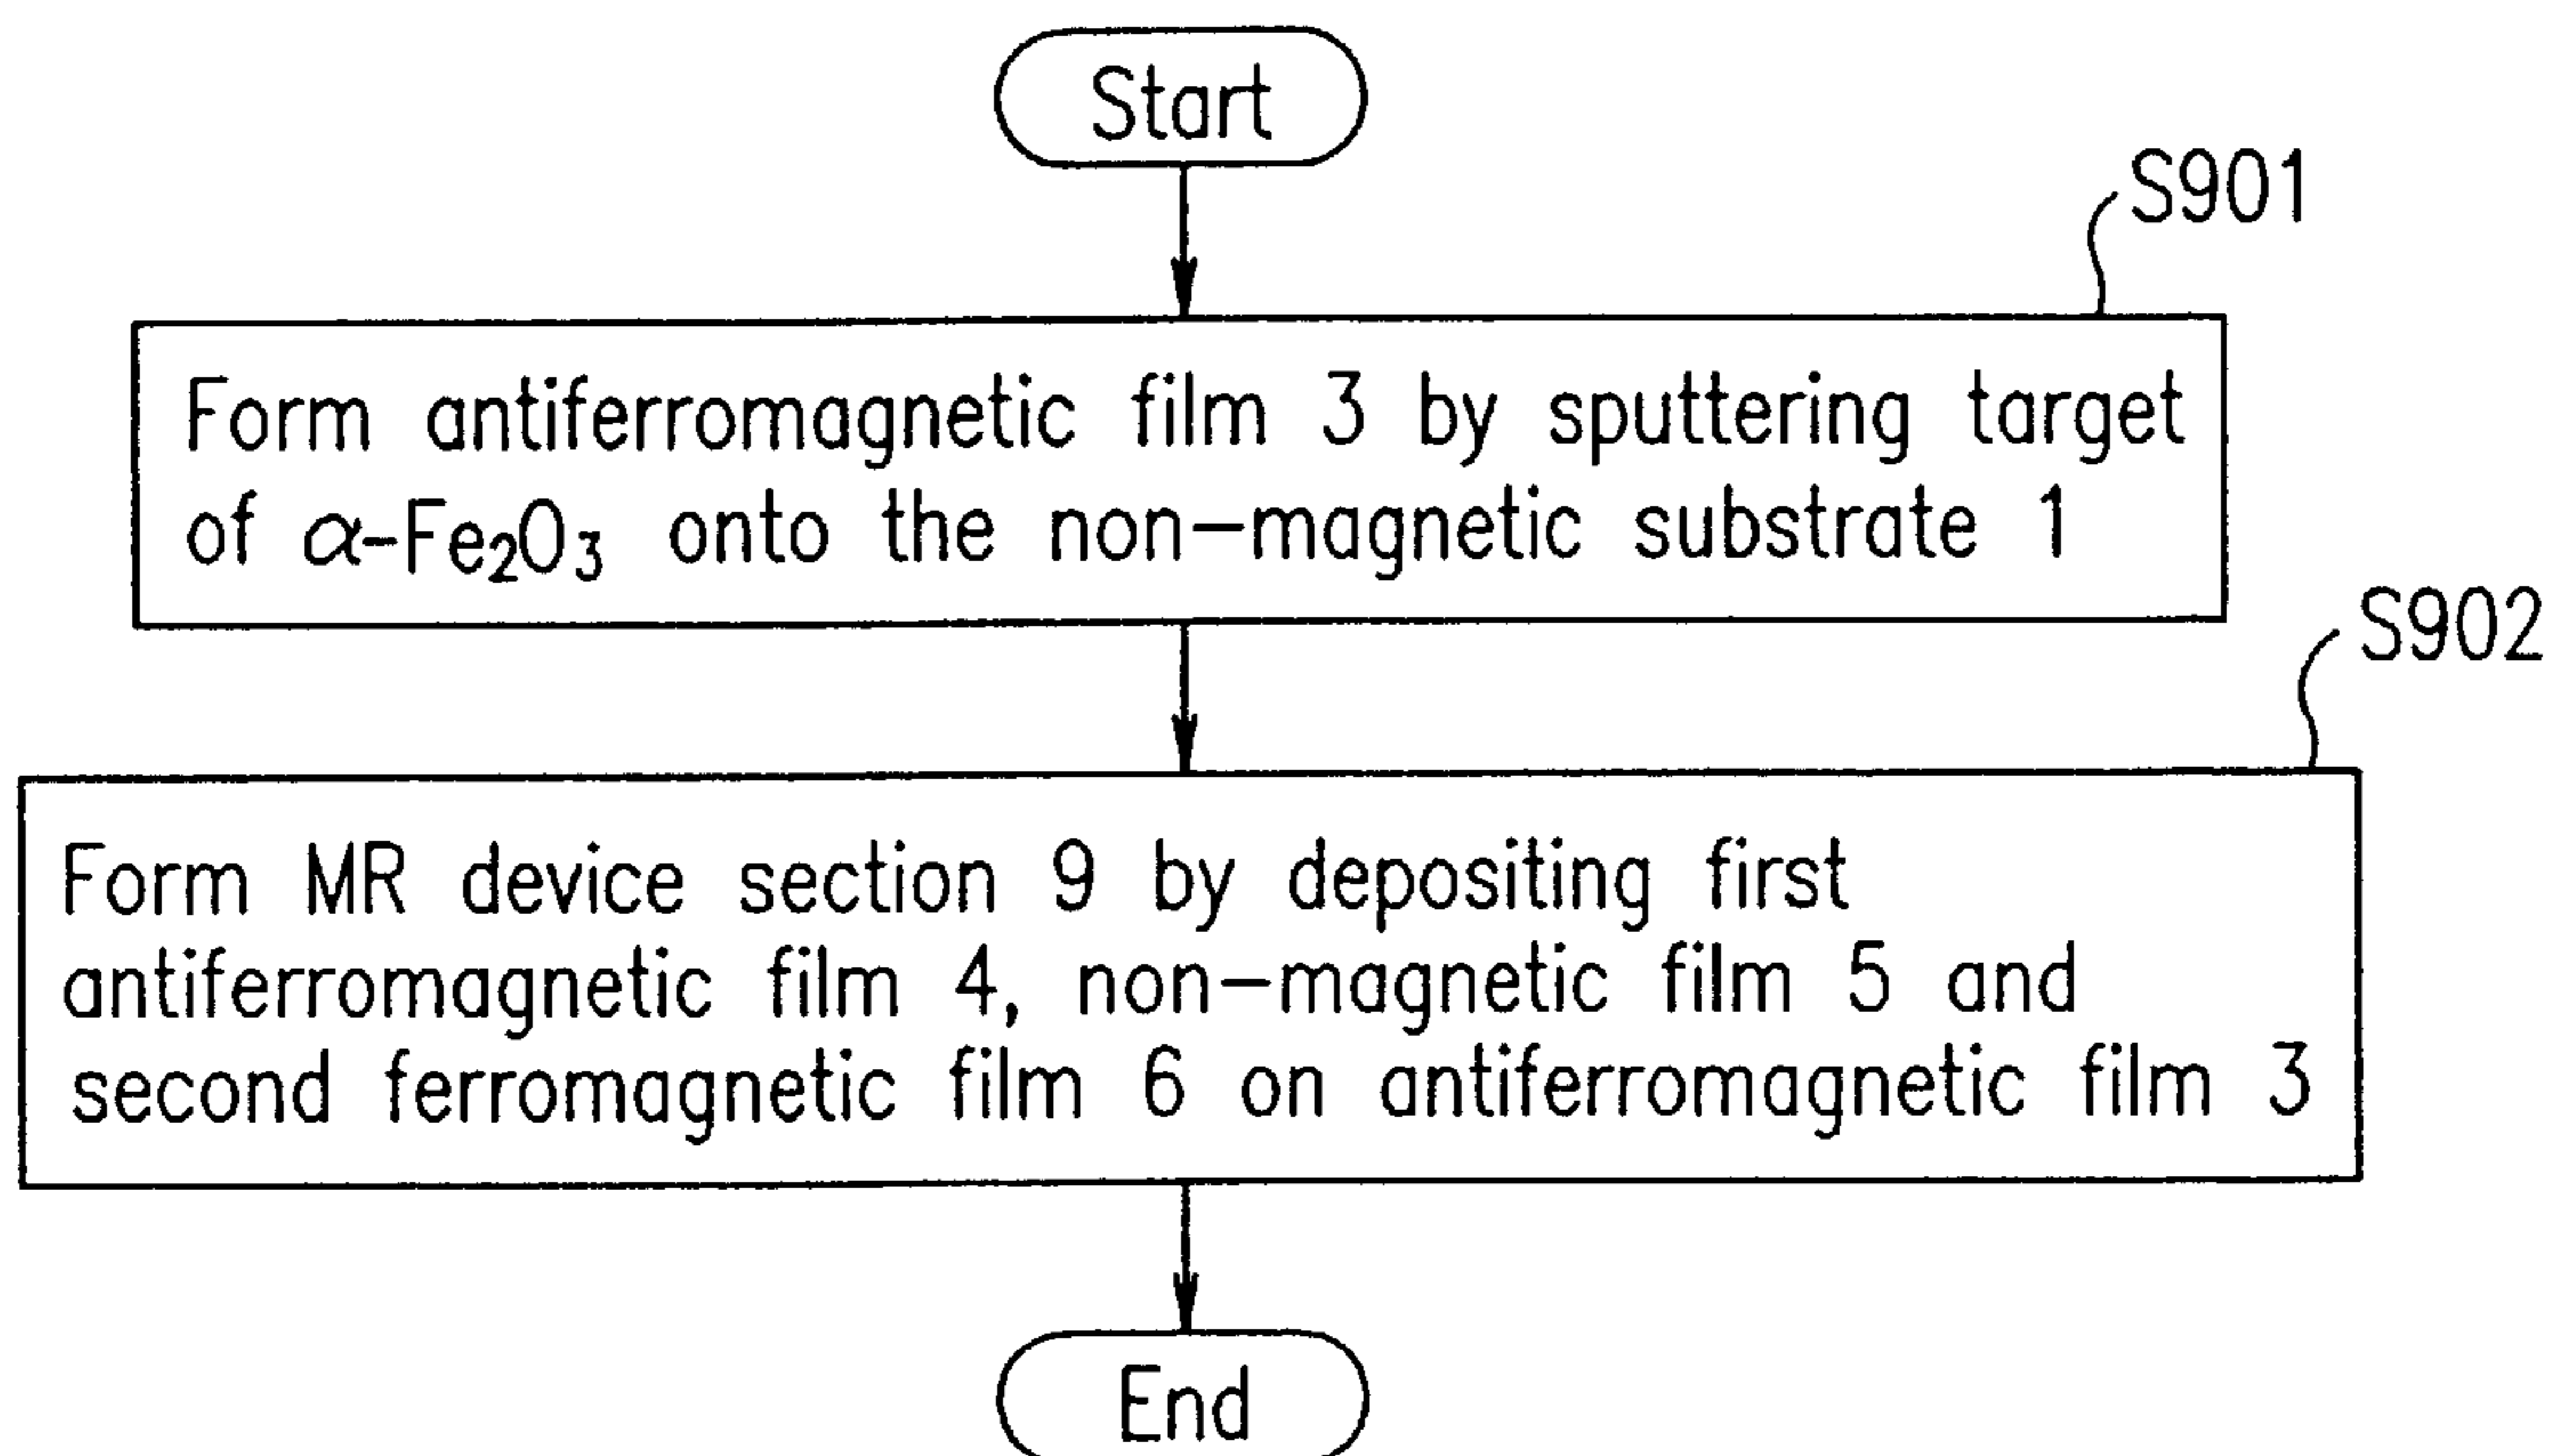 Start
S901
Form antiferromagnetic film 3 by sputtering target
of α-Fe₂O₃ onto the non-magnetic substrate 1
S902
Form MR device section 9 by depositing first
antiferromagnetic film 4, non-magnetic film 5 and
second ferromagnetic film 6 on antiferromagnetic film 3
End